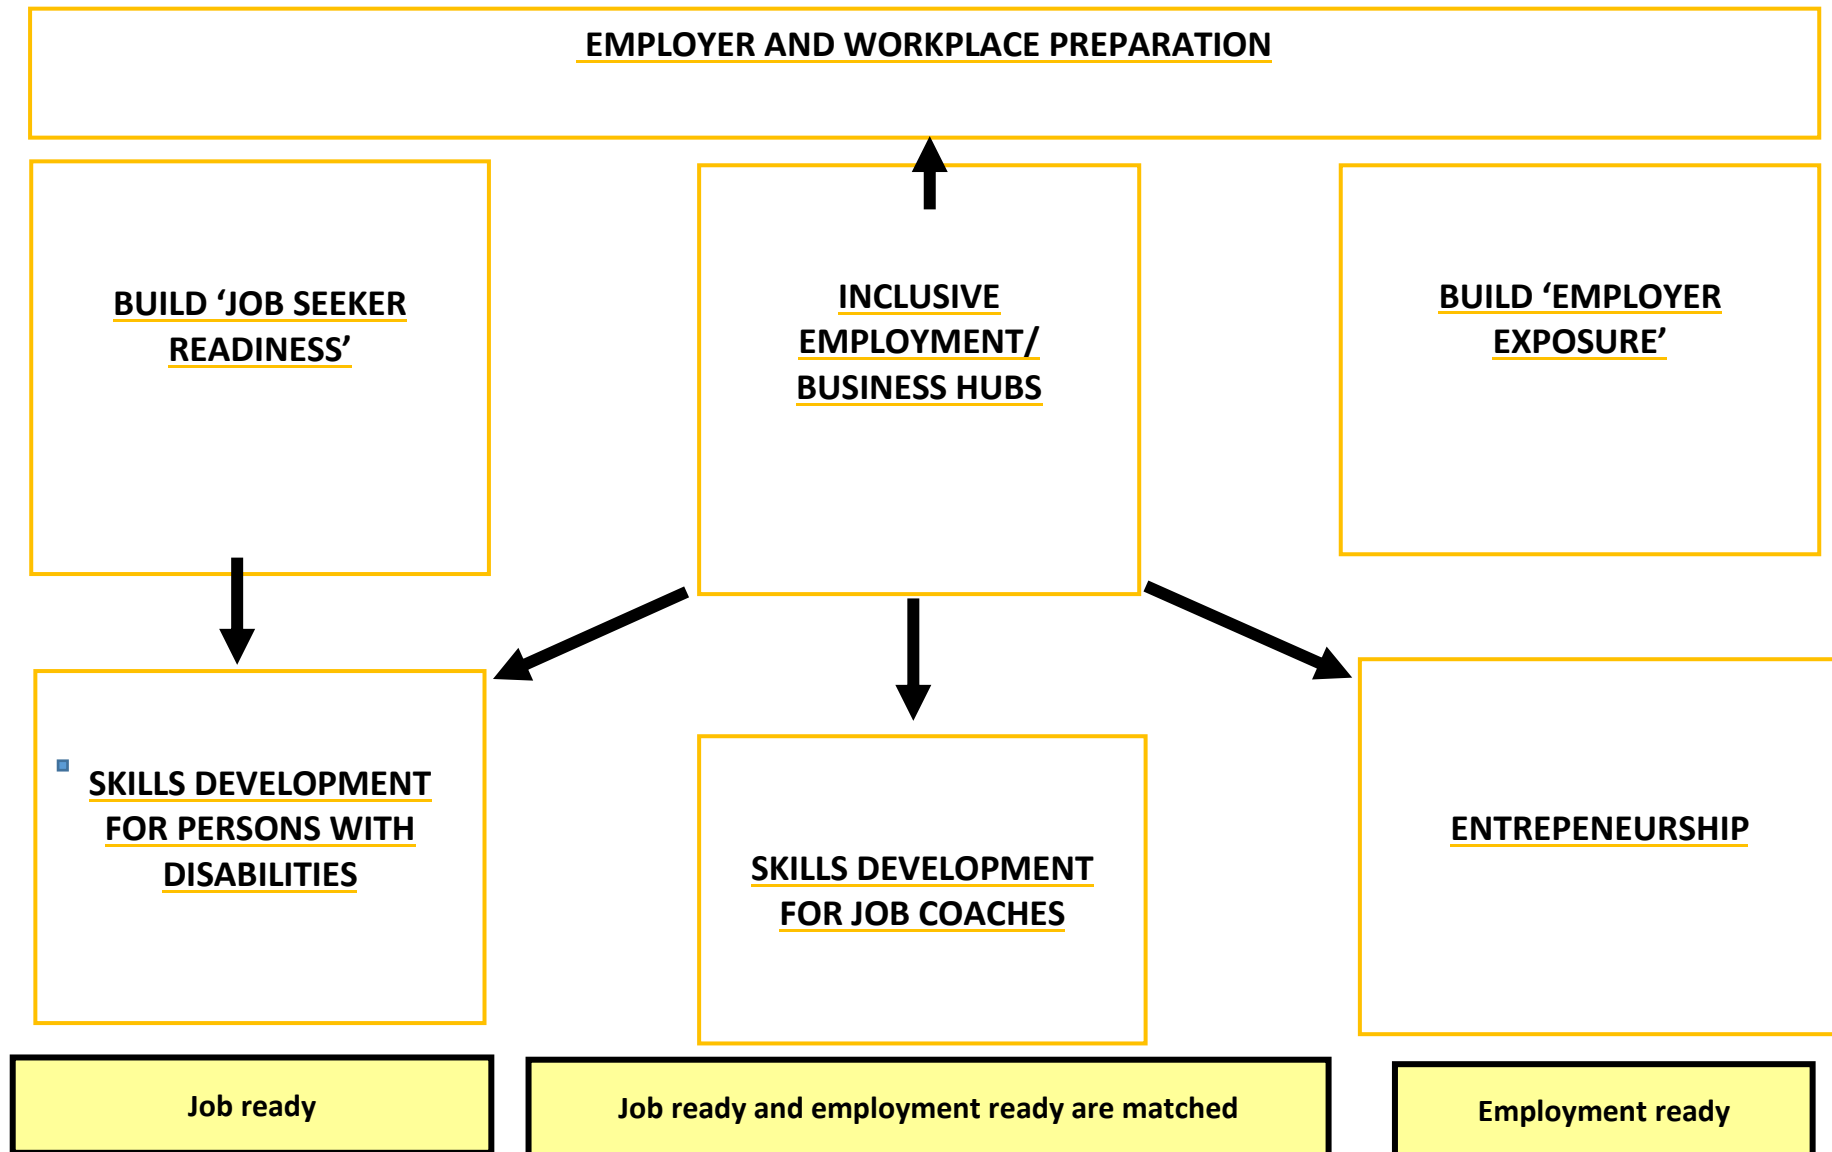 EMPLOYER AND WORKPLACE PREPARATION
BUILD ‘JOB SEEKER
READINESS’
INCLUSIVE
EMPLOYMENT/
BUSINESS HUBS
BUILD ‘EMPLOYER
EXPOSURE’
SKILLS DEVELOPMENT
FOR PERSONS WITH
DISABILITIES
SKILLS DEVELOPMENT
FOR JOB COACHES
ENTREPENEURSHIP
Job ready
Job ready and employment ready are matched
Employment ready